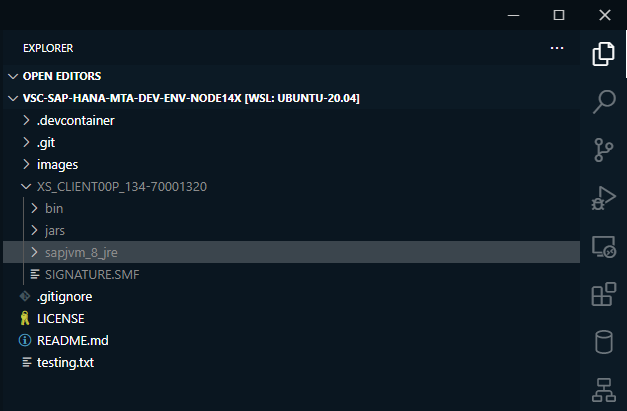 EXPLORER
OPEN EDITORS
VSC-SAP-HANA-MTA-DEV-ENV-NODE14X [WSL: UBUNTU-20.04]
.devcontainer
.git
images
XS_CLIENT00P_134-70001320
bin
jars
sapjvm_8_jre
SIGNATURE.SMF
.gitignore
LICENSE
README.md
testing.txt